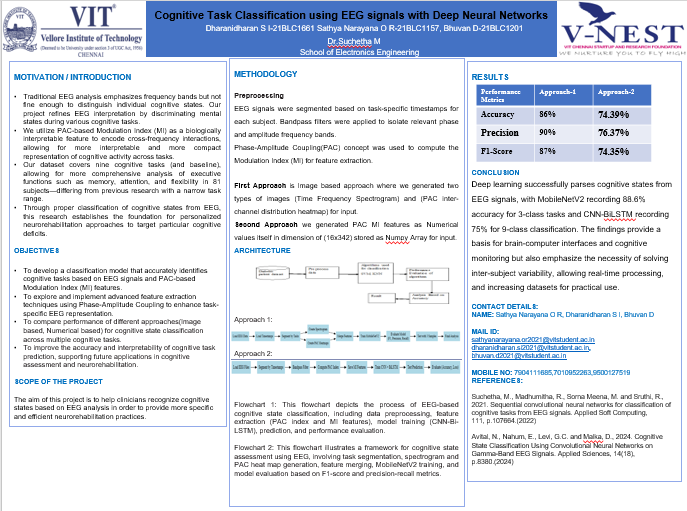 VIT
Vellore Institute of Technology
(Deemed to be University under section 3 of UGC Act, 1956)
CHENNAI
Cognitive Task Classification using EEG signals with Deep Neural Networks
Dharanidharan S I-21BLC1661 Sathya Narayana O R-21BLC1157, Bhuvan D-21BLC1201
Dr.Suchetha M
School of Electronics Engineering
V-NEST
VIT CHENNAI STARTUP AND RESEARCH FOUNDATION
WE NURTURE YOU TO FLY HIGH
MOTIVATION / INTRODUCTION
• Traditional EEG analysis emphasizes frequency bands but not
fine enough to distinguish individual cognitive states. Our
project refines EEG interpretation by discriminating mental
states during various cognitive tasks.
• We utilize PAC-based Modulation Index (MI) as a biologically
interpretable feature to encode cross-frequency interactions,
allowing for more interpretable and more compact
representation of cognitive activity across tasks.
• Our dataset covers nine cognitive tasks (and baseline),
allowing for more comprehensive analysis of executive
functions such as memory, attention, and flexibility in 81
subjects—differing from previous research with a narrow task
range.
• Through proper classification of cognitive states from EEG,
this research establishes the foundation for personalized
neurorehabilitation approaches to target particular cognitive
deficits.
OBJECTIVES
• To develop a classification model that accurately identifies
cognitive tasks based on EEG signals and PAC-based
Modulation Index (MI) features.
• To explore and implement advanced feature extraction
techniques using Phase-Amplitude Coupling to enhance task-
specific EEG representation.
• To compare performance of different approaches(Image
based, Numerical based) for cognitive state classification
across multiple cognitive tasks.
• To improve the accuracy and interpretability of cognitive task
prediction, supporting future applications in cognitive
assessment and neurorehabilitation.
SCOPE OF THE PROJECT
The aim of this project is to help clinicians recognize cognitive
states based on EEG analysis in order to provide more specific
and efficient neurorehabilitation practices.
METHODOLOGY
Preprocessing
EEG signals were segmented based on task-specific timestamps for
each subject. Bandpass filters were applied to isolate relevant phase
and amplitude frequency bands.
Phase-Amplitude Coupling(PAC) concept was used to compute the
Modulation Index (MI) for feature extraction.
First Approach is Image based approach where we generated two
types of images (Time Frequency Spectrogram) and (PAC inter-
channel distribution heatmap) for input.
Second Approach we generated PAC MI features as Numerical
values itself in dimension of (16x342) stored as Numpy Array for input.
ARCHITECTURE
Approach 1:
Approach 2:
Flowchart 1: This flowchart depicts the process of EEG-based
cognitive state classification, including data preprocessing, feature
extraction (PAC index and MI features), model training (CNN-Bi-
LSTM), prediction, and performance evaluation.
Flowchart 2: This flowchart illustrates a framework for cognitive state
assessment using EEG, involving task segmentation, spectrogram and
PAC heat map generation, feature merging, MobileNetV2 training, and
model evaluation based on F1-score and precision-recall metrics.
RESULTS
Performance Metrics Approach-1 Approach-2
Accuracy 86% 74.39%
Precision 90% 76.37%
F1-Score 87% 74.35%
CONCLUSION
Deep learning successfully parses cognitive states from
EEG signals, with MobileNetV2 recording 88.6%
accuracy for 3-class tasks and CNN-BiLSTM recording
75% for 9-class classification. The findings provide a
basis for brain-computer interfaces and cognitive
monitoring but also emphasize the necessity of solving
inter-subject variability, allowing real-time processing,
and increasing datasets for practical use.
CONTACT DETAILS:
NAME: Sathya Narayana O R, Dharanidharan S I, Bhuvan D
MAIL ID:
sathyanarayana.or2021@vitstudent.ac.in
dharanidharan.si2021@vitstudent.ac.in,
bhuvan.d2021@vitstudent.ac.in
MOBILE NO: 7904111685,7010952263,9500127519
REFERENCES:
Suchetha, M., Madhumitha, R., Sorna Meena, M. and Sruthi, R.,
2021. Sequential convolutional neural networks for classification of
cognitive tasks from EEG signals. Applied Soft Computing,
111, p.107664.(2022)
Avital, N., Nahum, E., Levi, G.C. and Malka, D., 2024. Cognitive
State Classification Using Convolutional Neural Networks on
Gamma-Band EEG Signals. Applied Sciences, 14(18),
p.8380.(2024)